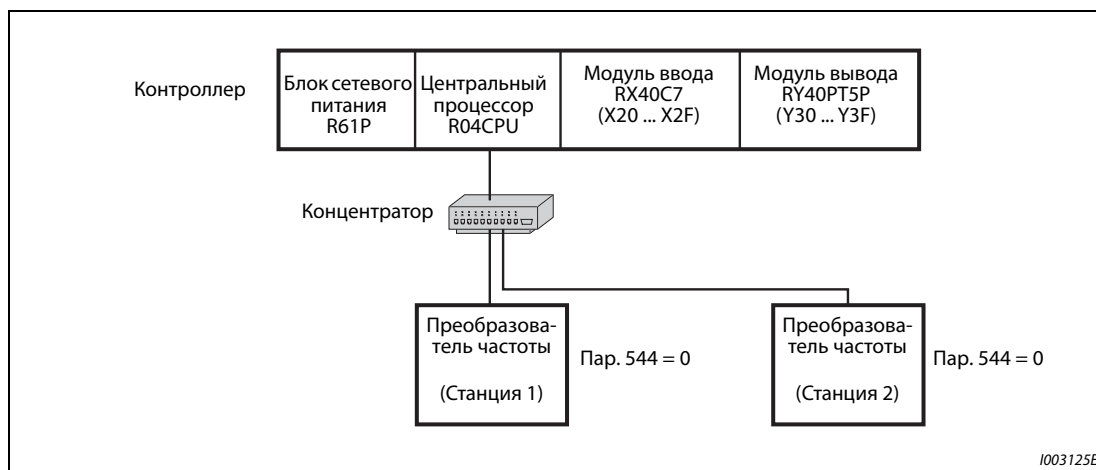 Контроллер
Блок сетевого
питания
R61P
Центральный
процессор
R04CPU
Модуль ввода
RX40C7
(X20 ... X2F)
Модуль вывода
RY40PT5P
(Y30 ... Y3F)
Концентратор
Преобразова-
тель частоты
(Станция 1)
Пар. 544 = 0
Преобразова-
тель частоты
(Станция 2)
Пар. 544 = 0
I003125E